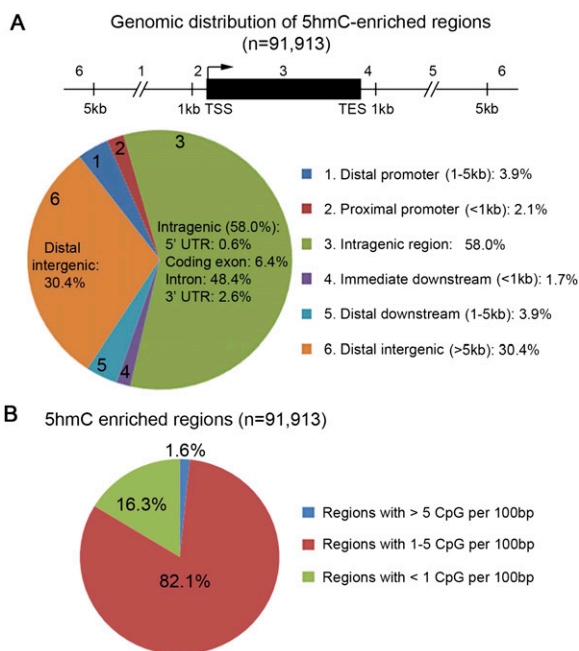 A
Genomic distribution of 5hmC-enriched regions
(n=91,913)
6 1 2 3 4 5 6
5kb 1kb TSS TES 1kb 5kb
1
2
3
6
5
4
Distal
intergenic:
30.4%
Intragenic (58.0%):
5' UTR: 0.6%
Coding exon: 6.4%
Intron: 48.4%
3' UTR: 2.6%
1. Distal promoter (1-5kb): 3.9%
2. Proximal promoter (<1kb): 2.1%
3. Intragenic region: 58.0%
4. Immediate downstream (<1kb): 1.7%
5. Distal downstream (1-5kb): 3.9%
6. Distal intergenic (>5kb): 30.4%
B
5hmC enriched regions (n=91,913)
1.6%
16.3%
82.1%
Regions with > 5 CpG per 100bp
Regions with 1-5 CpG per 100bp
Regions with < 1 CpG per 100bp